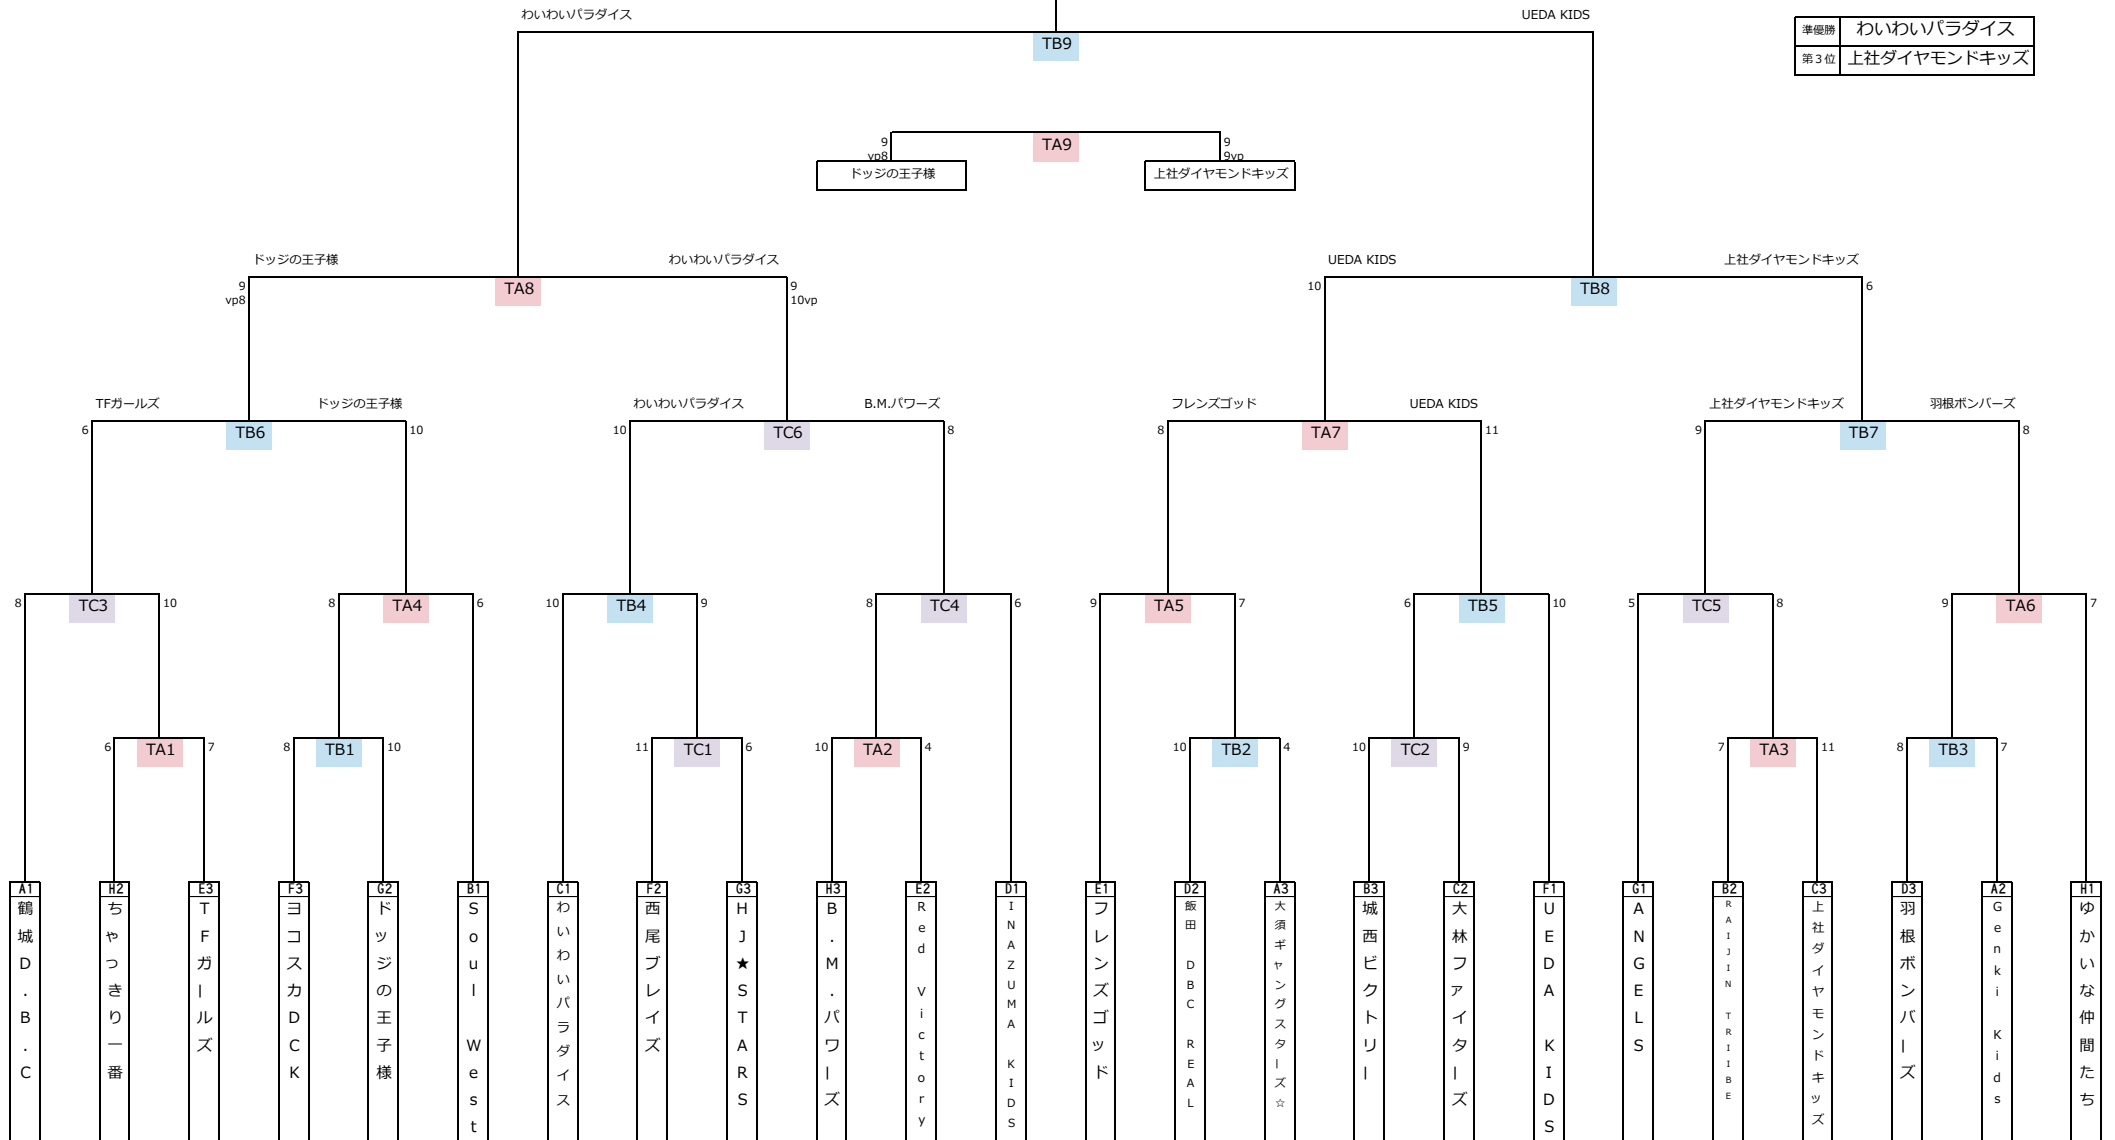 わいわいパラダイス UEDA KIDS
準優勝 わいわいパラダイス
TB9
第3位 上社ダイヤモンドキッズ
9 TA9 9
vp8 9vp
ドッジの王子様 上社ダイヤモンドキッズ
ドッジの王子様 わいわいパラダイス UEDA KIDS 上社ダイヤモンドキッズ
9 TA8 9 10 TB8 6
vp8 10vp
TFガールズ ドッジの王子様 わいわいパラダイス B.M.パワーズ フレンズゴッド UEDA KIDS 上社ダイヤモンドキッズ 羽根ボンバーズ
6 TB6 10 10 TC6 8 8 TA7 11 9 TB7 8
8 TC3 10 8 TA4 6 10 TB4 9 8 TC4 6 9 TA5 7 6 TB5 10 5 TC5 8 9 TA6 7
6 TA1 7 8 TB1 10 11 TC1 6 10 TA2 4 10 TB2 4 10 TC2 9 7 TA3 11 8 TB3 7
A1 H2 E3 F3 G2 B1 C1 F2 G3 H3 E2 D1 E1 D2 A3 B3 C2 F1 G1 B2 C3 D3 A2 H1
鶴城D.B.C
ちゃっきり一番
TFガールズ
ヨコスカDCK
ドッジの王子様
Soul West
わいわいパラダイス
西尾ブレイズ
HJ★STARS
B.M.パワーズ
Red Victory
INAZUMA KIDS
フレンズゴッド
飯田 DBC REAL
大須ギャングスターズ☆
城西ビクトリー
大林ファイターズ
UEDA KIDS
ANGELS
RAIJIN TRIIBE
上社ダイヤモンドキッズ
羽根ボンバーズ
Genki Kids
ゆかいな仲間たち